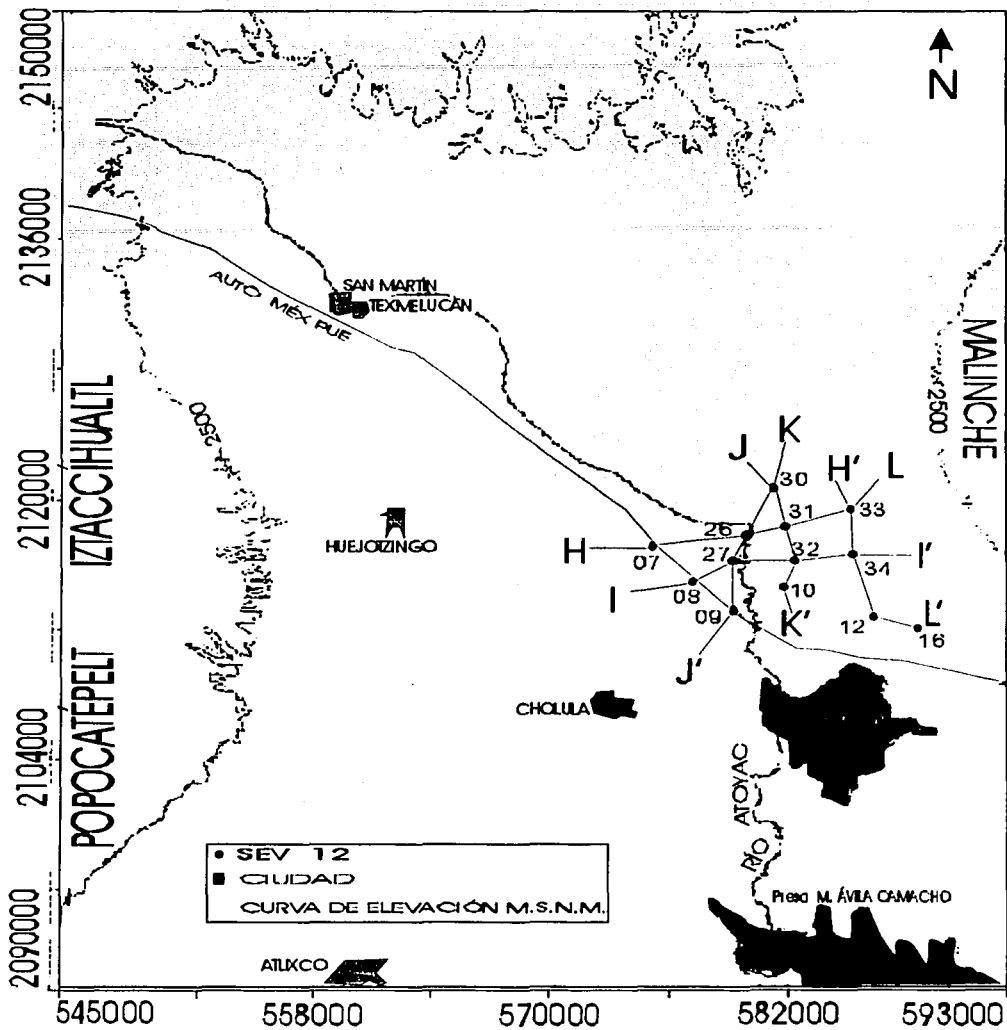 2150000
N
2136000
SAN MARTÍN
TEXMELUCÁN
AUTO MÉX PUE
MALINCHE
2500
IZTACCIHUALTL
2500
2120000
HUEJOTZINGO
J
K
30
H'
L
31
33
26
H
07
27
32
34
I'
I
08
10
09
K'
12
L'
16
J'
CHOLULA
POPOCATEPELT
2104000
RÍO ATOYAC
SEV 12
CIUDAD
CURVA DE ELEVACIÓN M.S.N.M.
Presa M. ÁVILA CAMACHO
2090000
ATLIXCO
545000 558000 570000 582000 593000